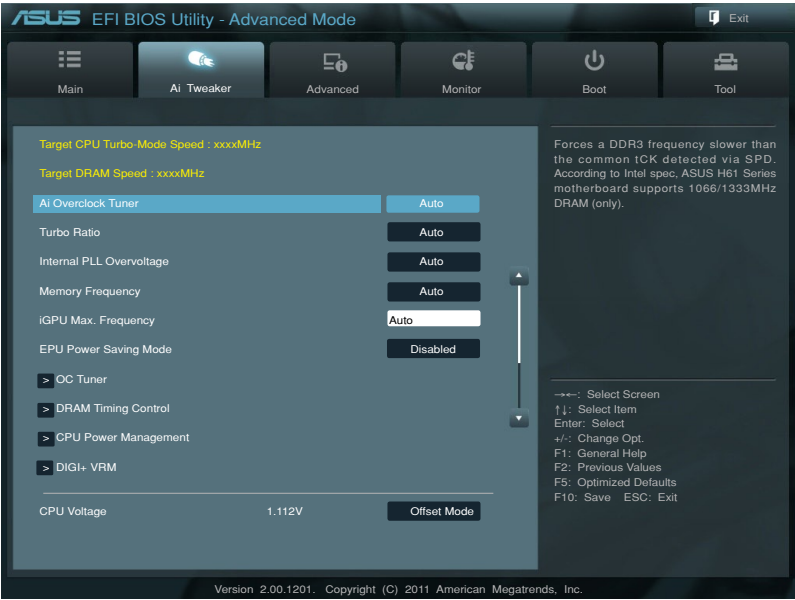 ASUS EFI BIOS Utility - Advanced Mode
Exit
Main
Ai Tweaker
Advanced
Monitor
Boot
Tool
Target CPU Turbo-Mode Speed : xxxxMHz
Target DRAM Speed : xxxxMHz
Ai Overclock Tuner Auto
Turbo Ratio Auto
Internal PLL Overvoltage Auto
Memory Frequency Auto
iGPU Max. Frequency Auto
EPU Power Saving Mode Disabled
> OC Tuner
> DRAM Timing Control
> CPU Power Management
> DIGI+ VRM
CPU Voltage 1.112V Offset Mode
Forces a DDR3 frequency slower than
the common tCK detected via SPD.
According to Intel spec, ASUS H61 Series
motherboard supports 1066/1333MHz
DRAM (only).
→←: Select Screen
↑↓: Select Item
Enter: Select
+/-: Change Opt.
F1: General Help
F2: Previous Values
F5: Optimized Defaults
F10: Save ESC: Exit
Version 2.00.1201. Copyright (C) 2011 American Megatrends, Inc.